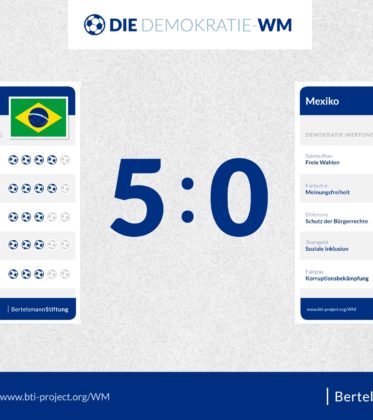 DIE DEMOKRATIE-WM
Mexiko
DEMOKRATIE-WERTUNG
Spielaufbau
Freie Wahlen
Fankultur
Meinungsfreiheit
Defensive
Schutz der Bürgerrechte
Teamgeist
Soziale Inklusion
Fairplay
Korruptionsbekämpfung
5:0
BertelsmannStiftung
www.bti-project.org/WM
www.bti-project.org/WM
Bertels